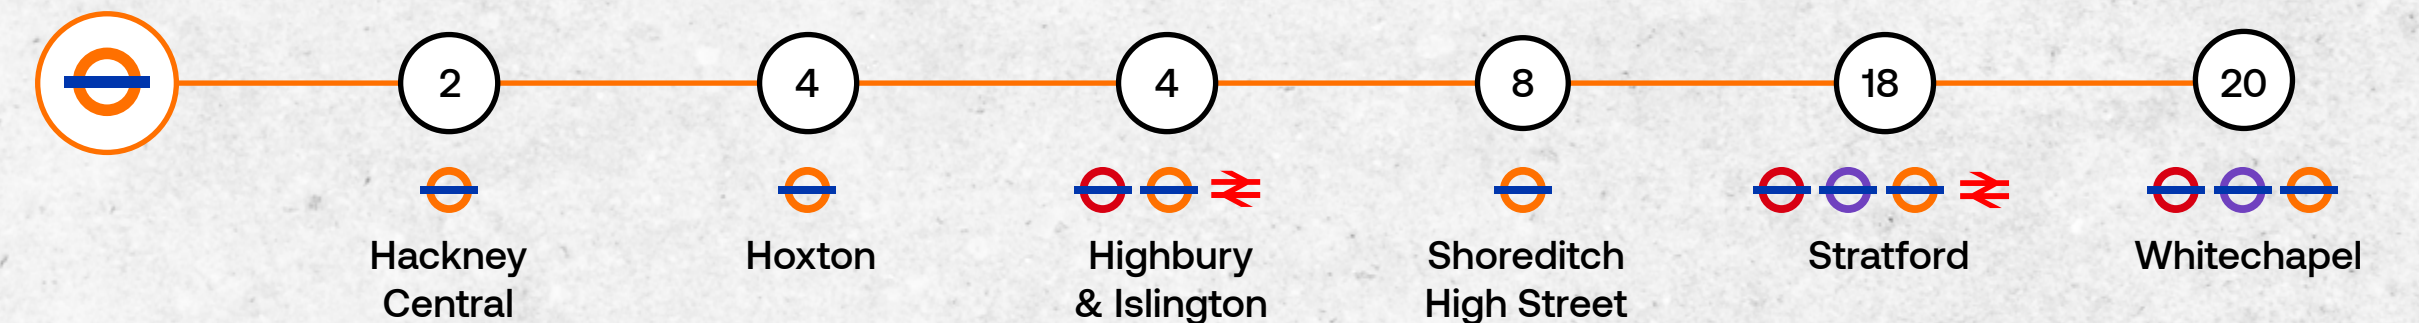 2
4
4
8
18
20
Hackney
Central
Hoxton
Highbury
& Islington
Shoreditch
High Street
Stratford
Whitechapel